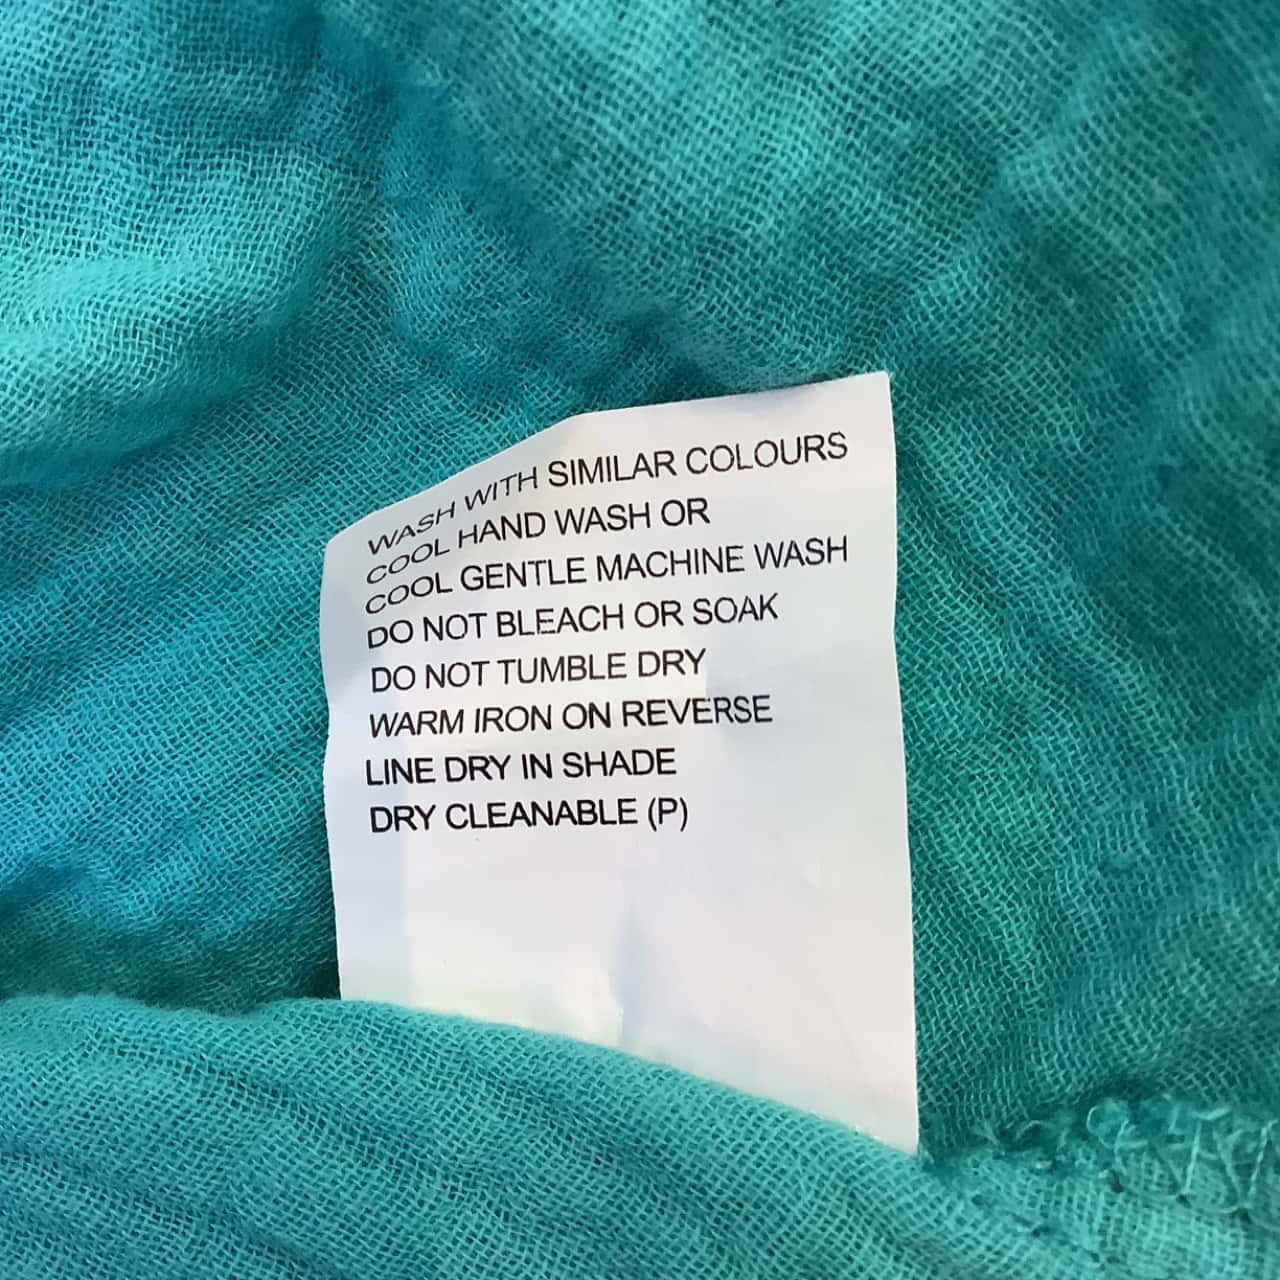 WASH WITH SIMILAR COLOURS
COOL HAND WASH OR
COOL GENTLE MACHINE WASH
DO NOT BLEACH OR SOAK
DO NOT TUMBLE DRY
WARM IRON ON REVERSE
LINE DRY IN SHADE
DRY CLEANABLE (P)